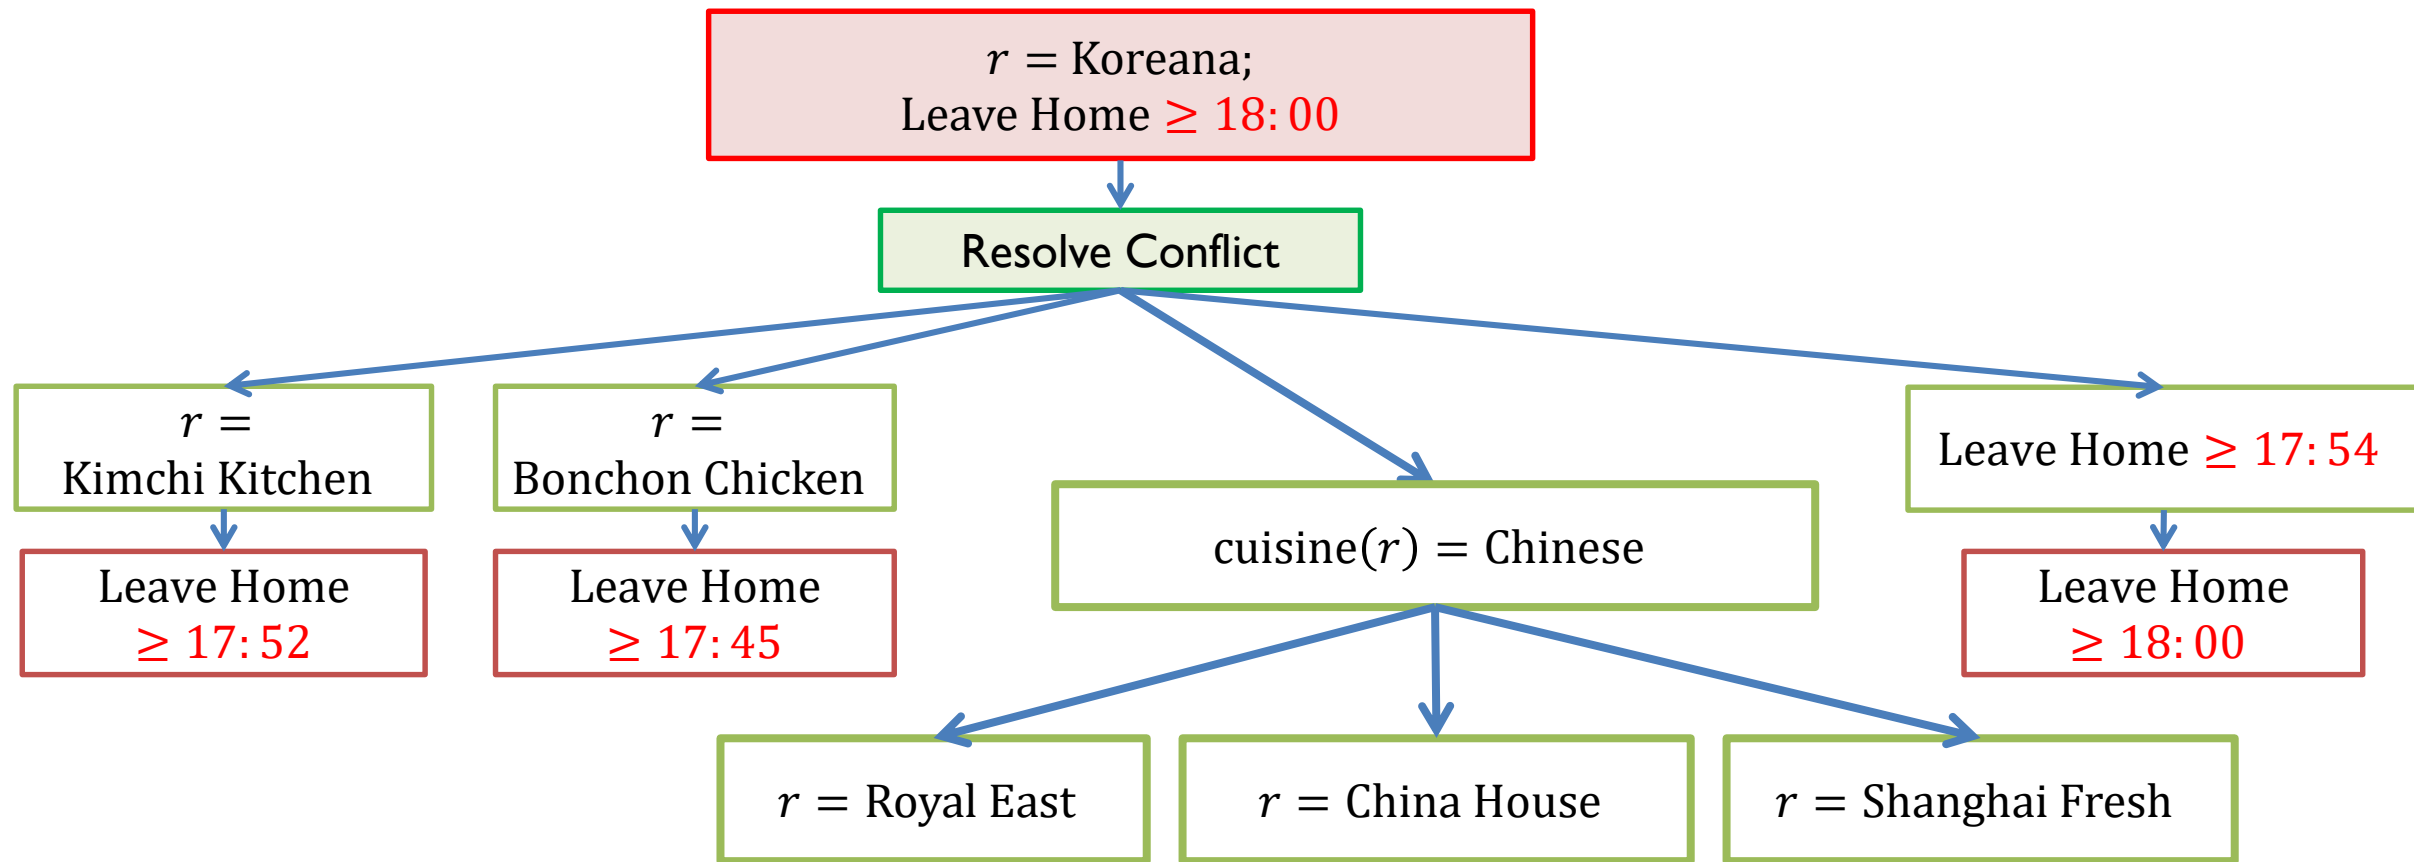 r = Koreana;
Leave Home ≥ 18:00
Resolve Conflict
r =
Kimchi Kitchen
r =
Bonchon Chicken
cuisine(r) = Chinese
Leave Home ≥ 17:54
Leave Home
≥ 17:52
Leave Home
≥ 17:45
Leave Home
≥ 18:00
r = Royal East
r = China House
r = Shanghai Fresh